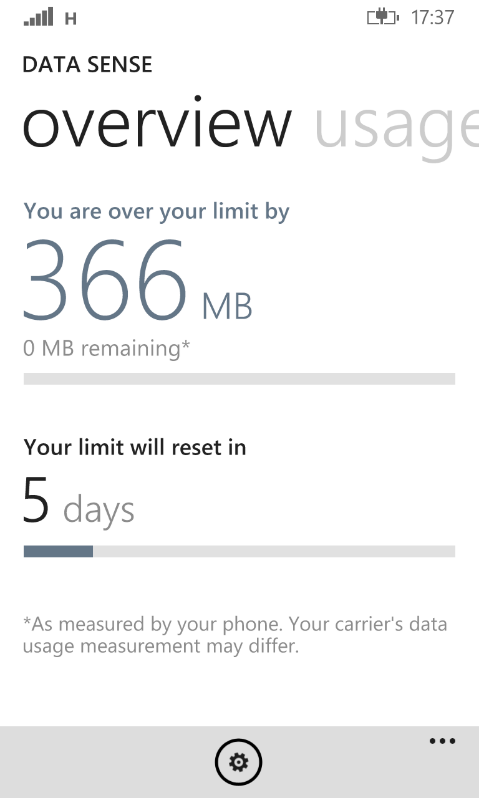 H 17:37
DATA SENSE
overview usage
You are over your limit by
366 MB
0 MB remaining*
Your limit will reset in
5 days
*As measured by your phone. Your carrier's data
usage measurement may differ.